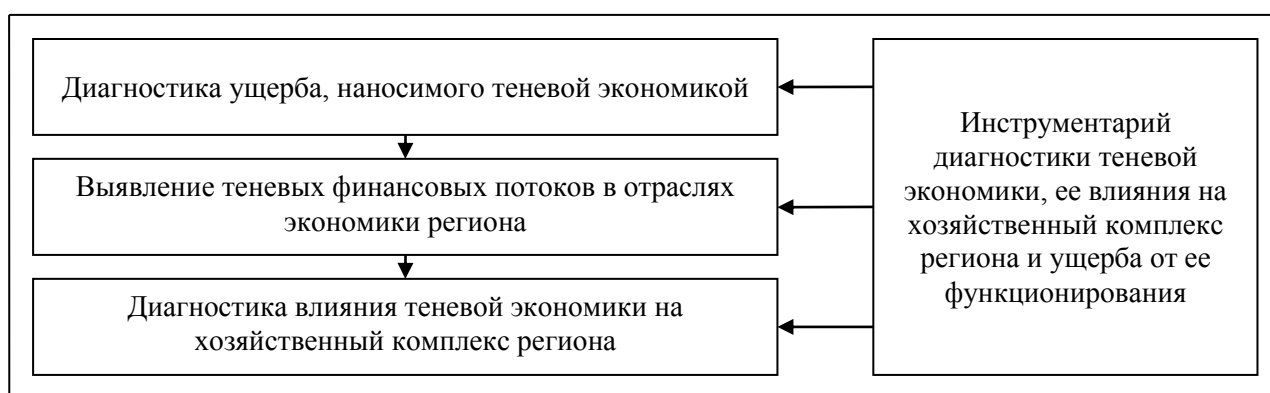 Диагностика ущерба, наносимого теневой экономикой
Выявление теневых финансовых потоков в отраслях
экономики региона
Диагностика влияния теневой экономики на
хозяйственный комплекс региона
Инструментарий
диагностики теневой
экономики, ее влияния на
хозяйственный комплекс
региона и ущерба от ее
функционирования